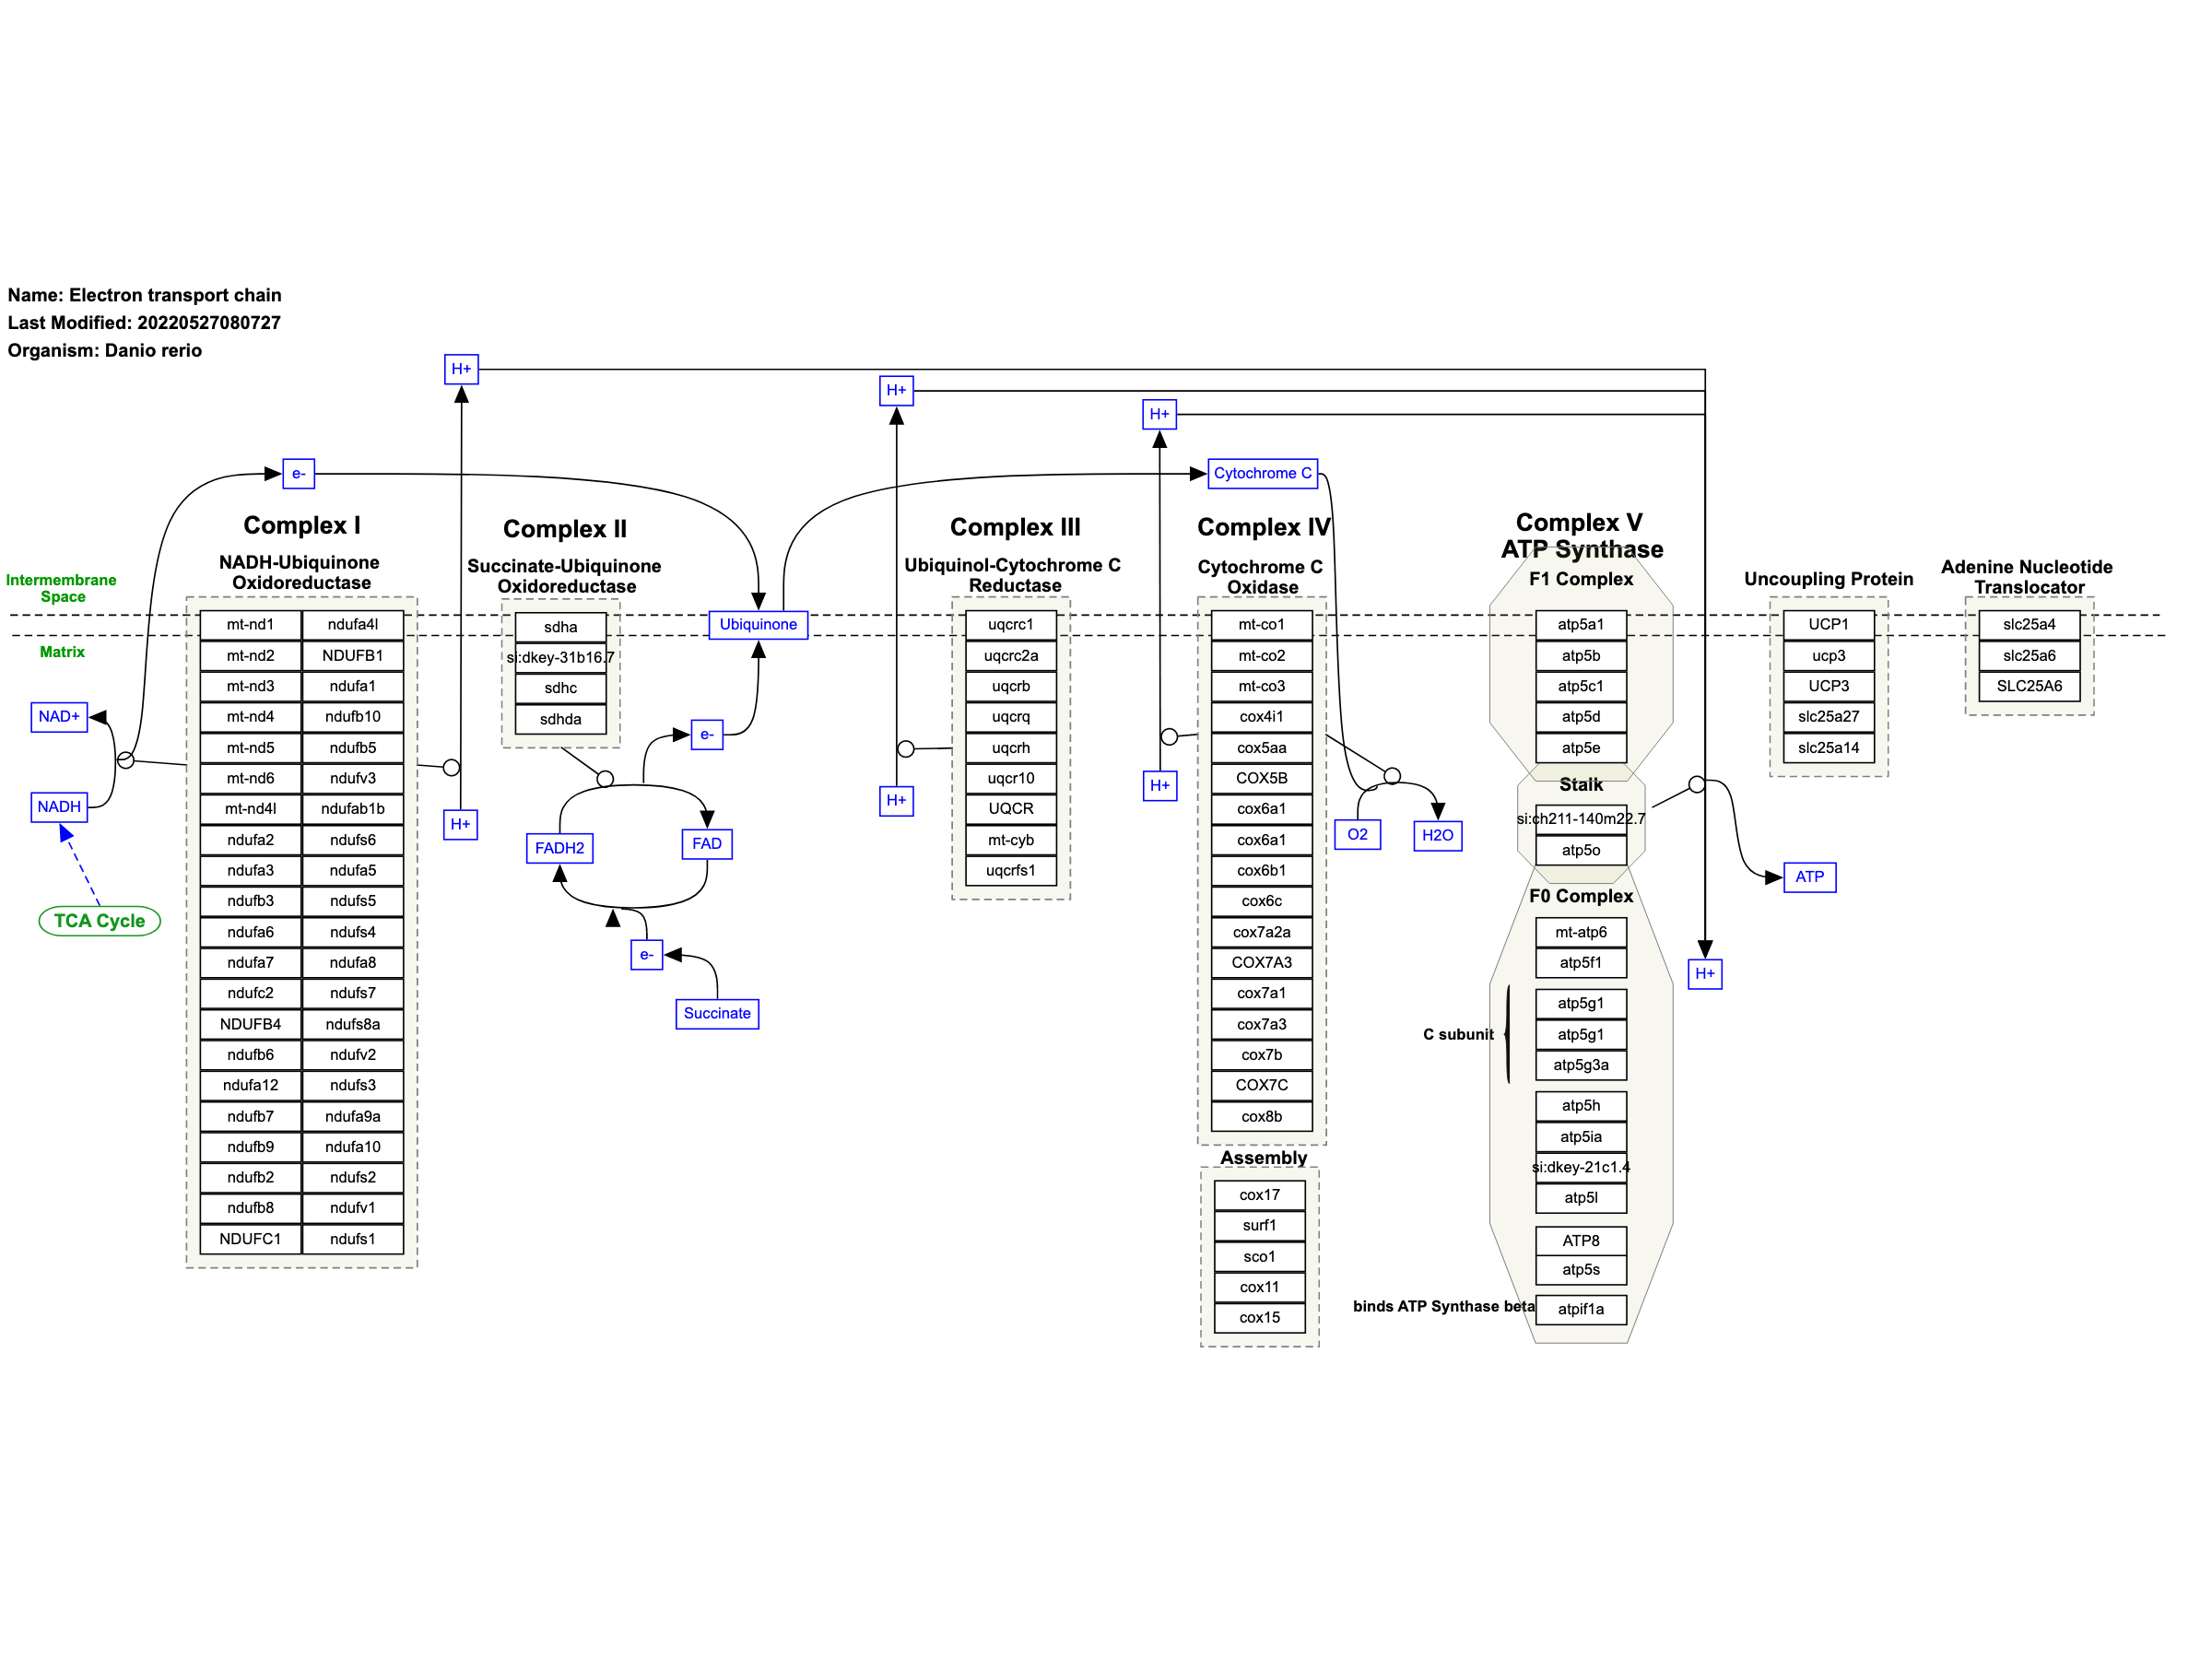 Name: Electron transport chain
Last Modified: 20220527080727
Organism: Danio rerio
H+
H+
H+
e-
Cytochrome C
Complex I
NADH-Ubiquinone
Oxidoreductase
Complex II
Succinate-Ubiquinone
Oxidoreductase
Complex III
Ubiquinol-Cytochrome C
Reductase
Complex IV
Cytochrome C
Oxidase
Complex V
ATP Synthase
F1 Complex
Uncoupling Protein
Adenine Nucleotide
Translocator
Intermembrane
Space
Matrix
NAD+
NADH
TCA Cycle
mt-nd1
mt-nd2
mt-nd3
mt-nd4
mt-nd5
mt-nd6
mt-nd4l
ndufa2
ndufa3
ndufb3
ndufa6
ndufa7
ndufc2
NDUFB4
ndufb6
ndufa12
ndufb7
ndufb9
ndufb2
ndufb8
NDUFC1
ndufa4l
NDUFB1
ndufa1
ndufb10
ndufb5
ndufv3
ndufab1b
ndufs6
ndufa5
ndufs5
ndufs4
ndufa8
ndufs7
ndufs8a
ndufv2
ndufs3
ndufa9a
ndufa10
ndufs2
ndufv1
ndufs1
H+
sdha
si:dkey-31b16.7
sdhc
sdhda
Ubiquinone
e-
FADH2
FAD
e-
Succinate
uqcrc1
uqcrc2a
uqcrb
uqcrq
uqcrh
uqcr10
UQCR
mt-cyb
uqcrfs1
H+
H+
mt-co1
mt-co2
mt-co3
cox4i1
cox5aa
COX5B
cox6a1
cox6a1
cox6b1
cox6c
cox7a2a
COX7A3
cox7a1
cox7a3
cox7b
COX7C
cox8b
Assembly
cox17
surf1
sco1
cox11
cox15
O2
H2O
atp5a1
atp5b
atp5c1
atp5d
atp5e
Stalk
si:ch211-140m22.7
atp5o
F0 Complex
mt-atp6
atp5f1
C subunit
atp5g1
atp5g1
atp5g3a
atp5h
atp5ia
si:dkey-21c1.4
atp5l
ATP8
atp5s
binds ATP Synthase beta
atpif1a
ATP
H+
UCP1
ucp3
UCP3
slc25a27
slc25a14
slc25a4
slc25a6
SLC25A6